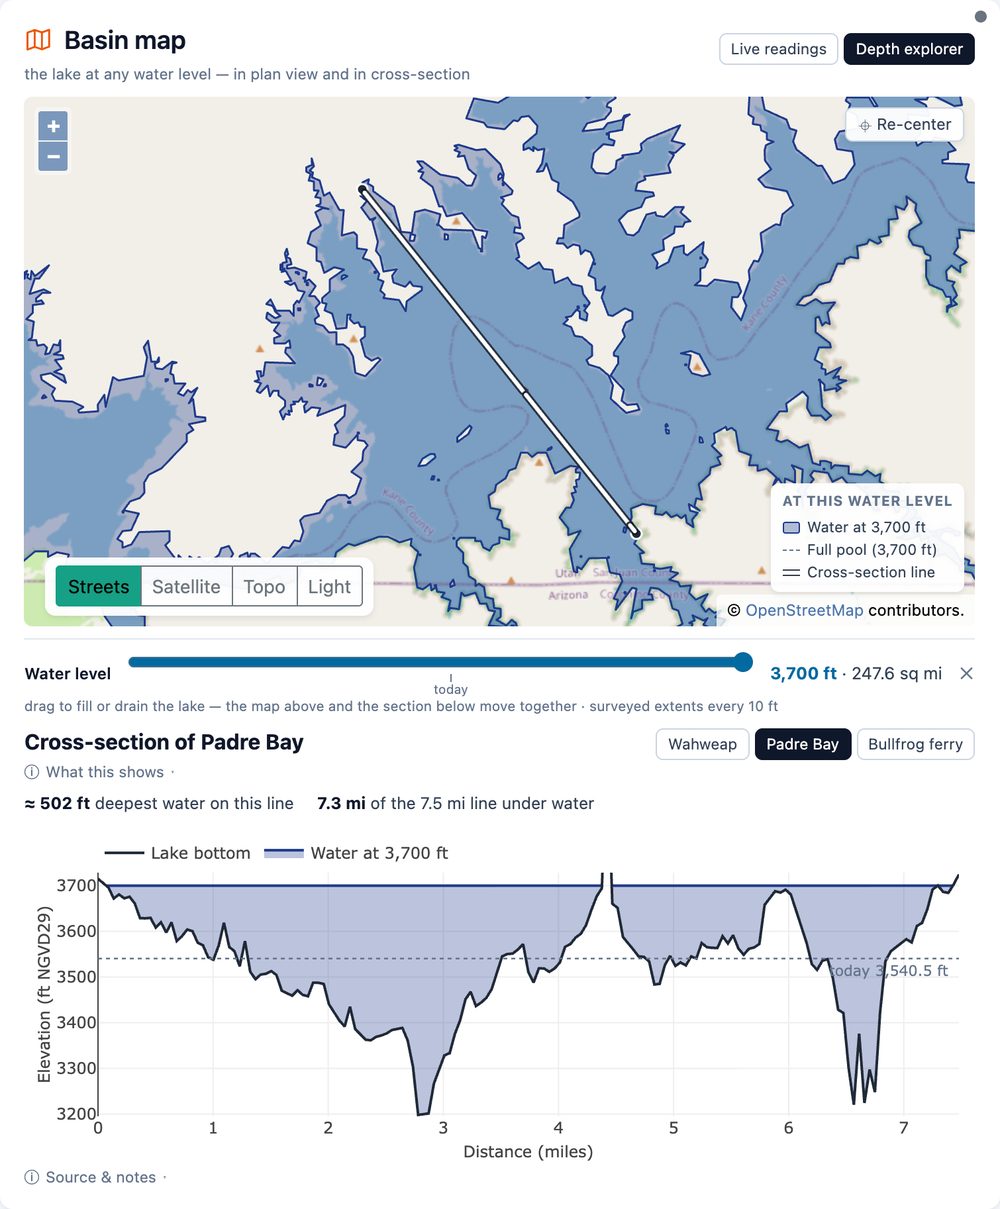 Basin map
Live readings
Depth explorer
the lake at any water level — in plan view and in cross-section
+
−
Re-center
Kane County
Kane County
AT THIS WATER LEVEL
Water at 3,700 ft
Full pool (3,700 ft)
Cross-section line
Streets
Satellite
Topo
Light
Utah
San Juan County
Arizona
© OpenStreetMap contributors.
Water level
today
3,700 ft · 247.6 sq mi ×
drag to fill or drain the lake — the map above and the section below move together · surveyed extents every 10 ft
Cross-section of Padre Bay
Wahweap
Padre Bay
Bullfrog ferry
ⓘ What this shows ·
≈ 502 ft deepest water on this line 7.3 mi of the 7.5 mi line under water
Lake bottom
Water at 3,700 ft
Elevation (ft NGVD29)
3700
3600
3500
3400
3300
3200
today 3,540.5 ft
0 1 2 3 4 5 6 7
Distance (miles)
ⓘ Source & notes ·